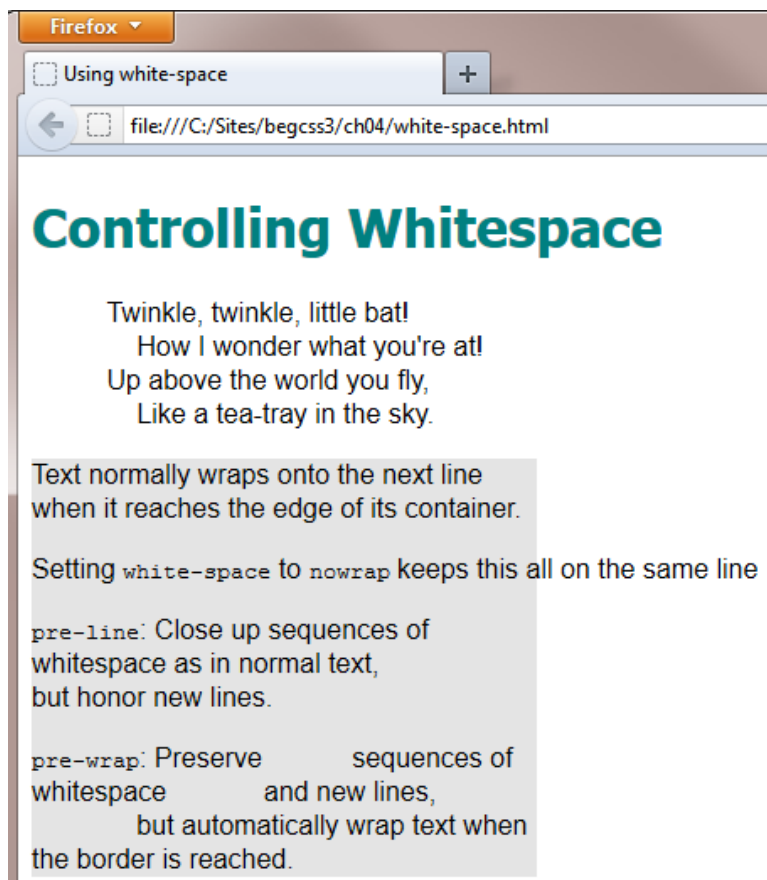 Firefox
Using white-space
+
file:///C:/Sites/begcss3/ch04/white-space.html
Controlling Whitespace
Twinkle, twinkle, little bat!
How I wonder what you're at!
Up above the world you fly,
Like a tea-tray in the sky.
Text normally wraps onto the next line
when it reaches the edge of its container.
Setting white-space to nowrap keeps this all on the same line
pre-line: Close up sequences of
whitespace as in normal text,
but honor new lines.
pre-wrap: Preserve sequences of
whitespace and new lines,
but automatically wrap text when
the border is reached.